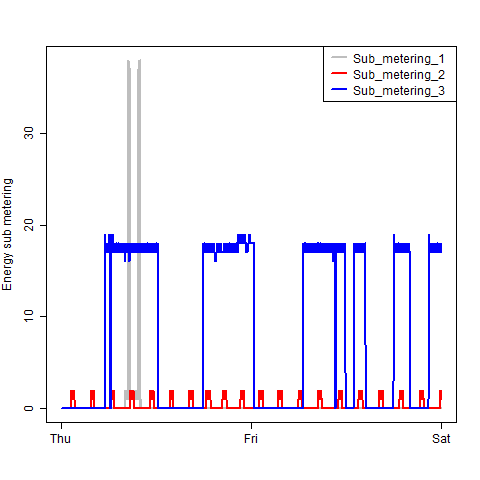 Sub_metering_1
Sub_metering_2
Sub_metering_3
Energy sub metering
30
20
10
0
Thu Fri Sat